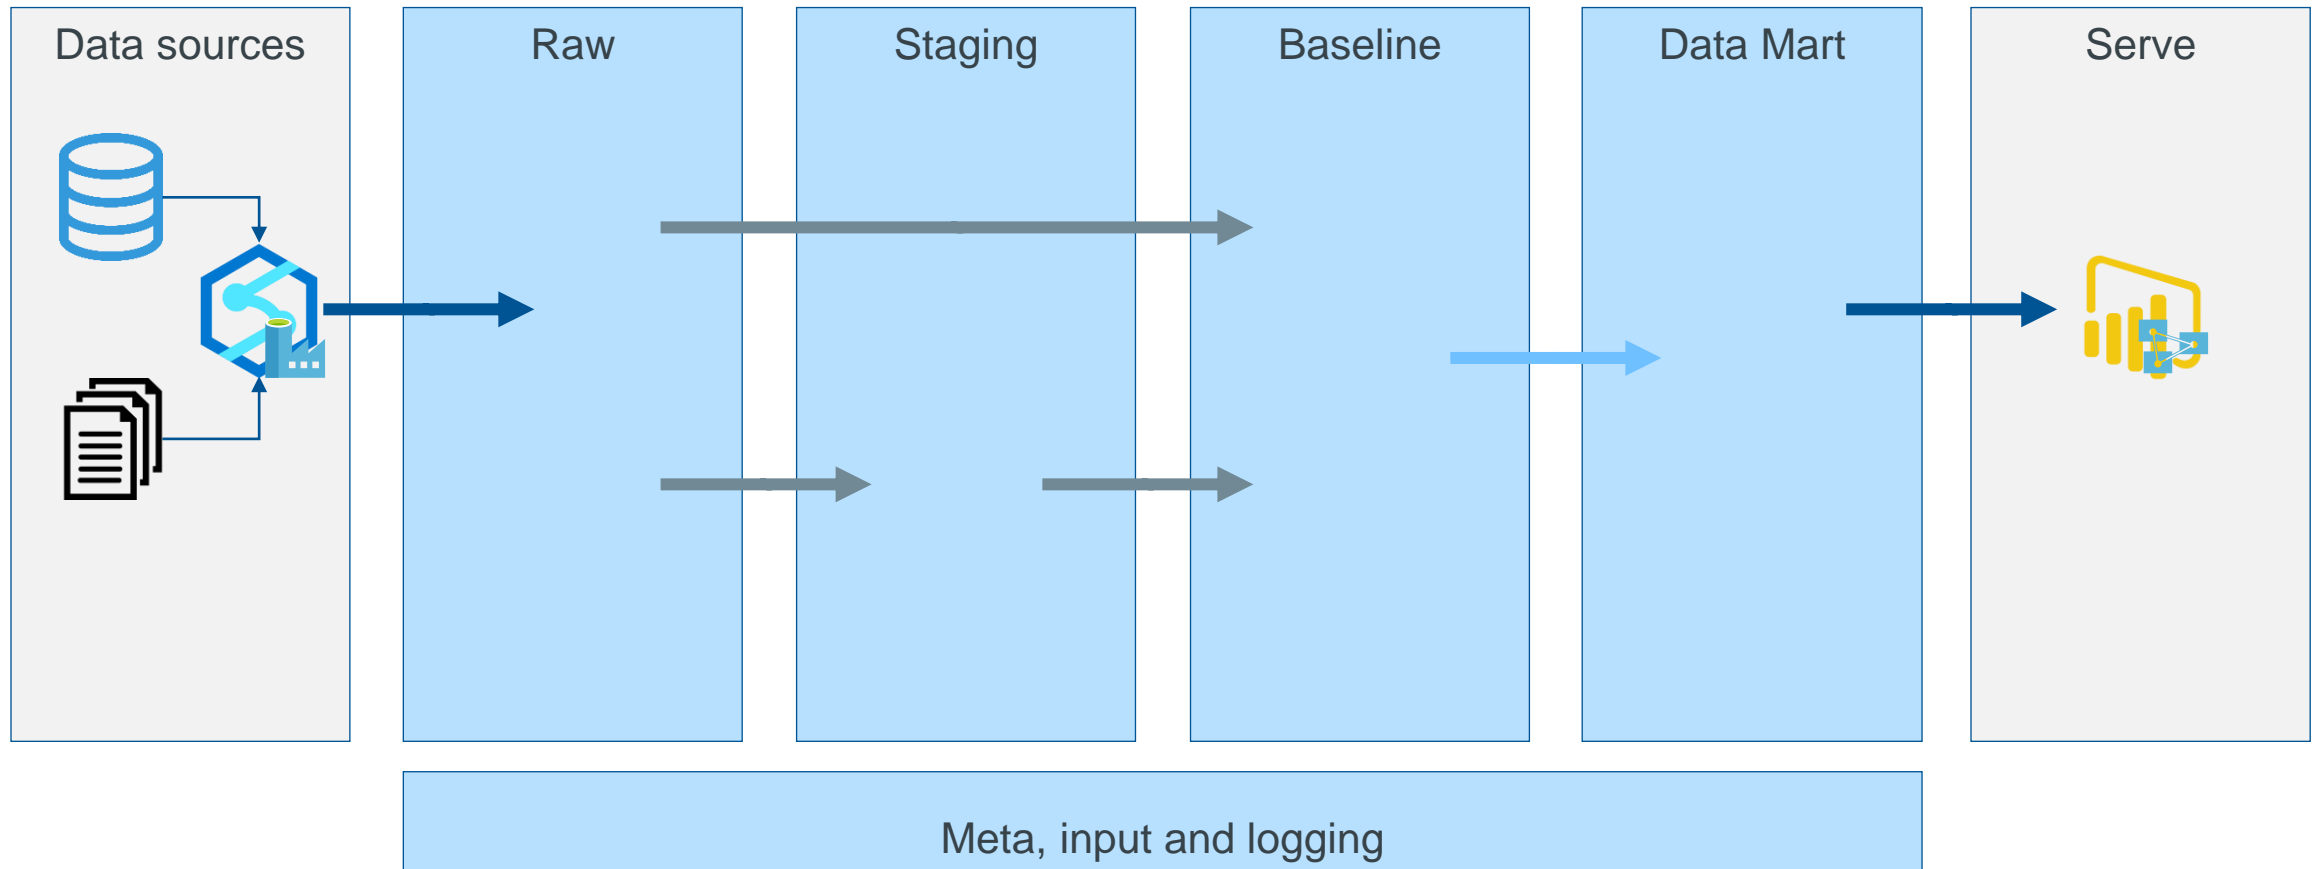 Data sources
Raw
Staging
Baseline
Data Mart
Serve
Meta, input and logging